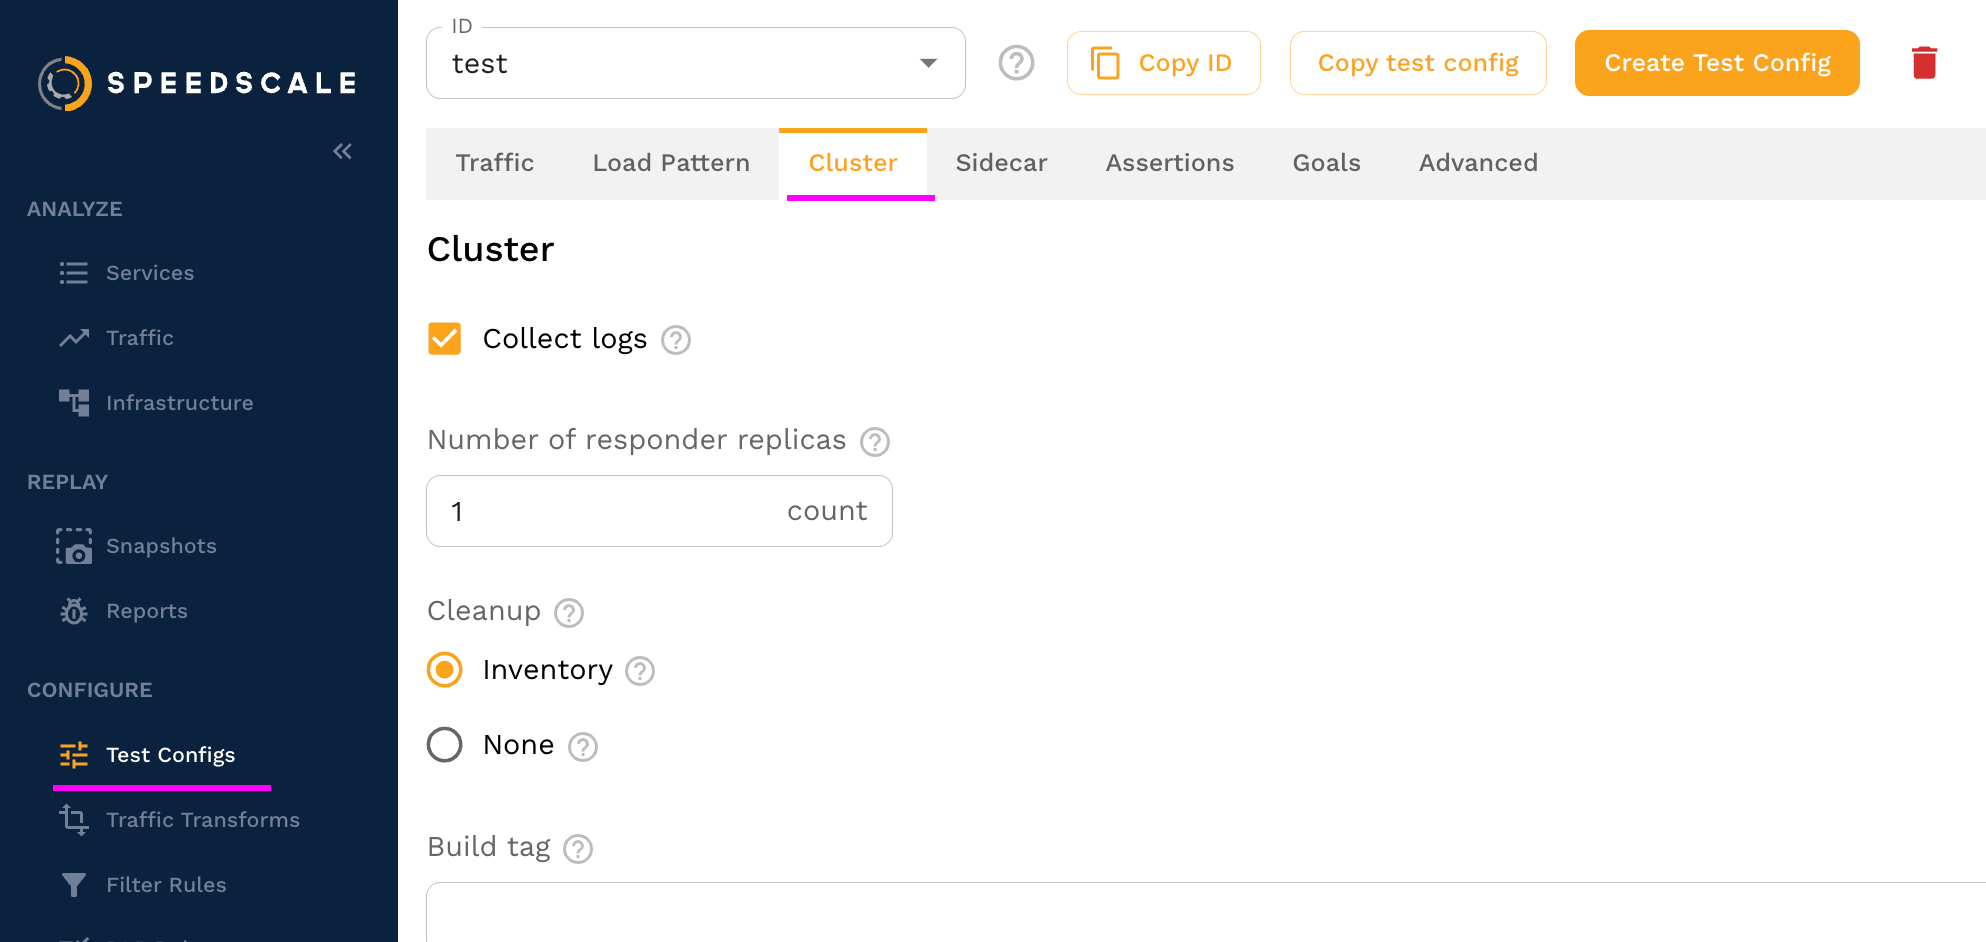 SPEEDSCALE
ANALYZE
Services
Traffic
Infrastructure
REPLAY
Snapshots
Reports
CONFIGURE
Test Configs
Traffic Transforms
Filter Rules
ID
test
Copy ID
Copy test config
Create Test Config
Traffic
Load Pattern
Cluster
Sidecar
Assertions
Goals
Advanced
Cluster
Collect logs
Number of responder replicas
1 count
Cleanup
Inventory
None
Build tag